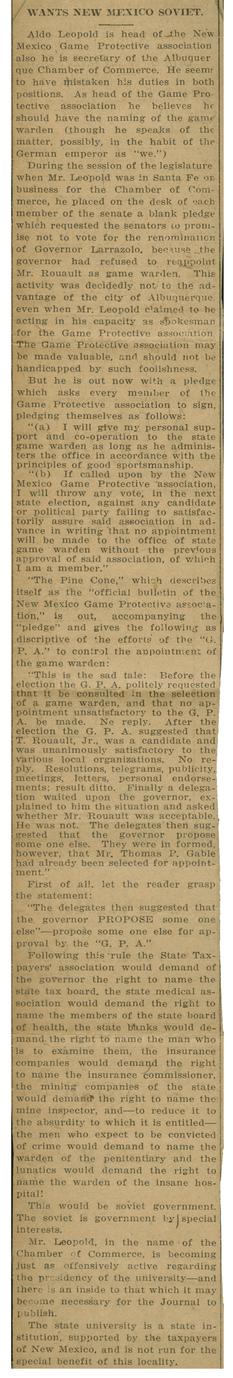 WANTS NEW MEXICO SOVIET.
Aldo Leopold is head of the New
Mexico Game Protective association
also he is secretary of the Albuquer
que Chamber of Commerce. He seems
to have mistaken his duties in both
positions. As head of the Game Pro-
tective association he believes he
should have the naming of the game
warden (though he speaks of the
matter, possibly, in the habit of the
German emperor as "we.")
During the session of the legislature
when Mr. Leopold was in Santa Fe on
business for the Chamber of Com-
merce, he placed on the desk of each
member of the senate a blank pledge
which requested the senators to prom-
ise not to vote for the renomination
of Governor Larrazolo, because the
governor had refused to reappoint
Mr. Rouault as game warden. This
activity was decidedly not to the ad-
vantage of the city of Albuquerque
even when Mr. Leopold claimed to be
acting in his capacity as spokesman
for the Game Protective association
The Game Protective association may
be made valuable, and should not be
handicapped by such foolishness.
But he is out now with a pledge
which asks every member of the
Game Protective association to sign,
pledging themselves as follows:
"(a) I will give my personal sup-
port and co-operation to the state
game warden as long as he adminis-
ters the office in accordance with the
principles of good sportsmanship.
"(b) If called upon by the New
Mexico Game Protective association,
I will throw any vote, in the next
state election, against any candidate
or political party failing to satisfac-
torily assure said association in ad-
vance in writing that no appointment
will be made to the office of state
game warden without the previous
approval of said association, of which
I am a member."
"The Pine Cone," which describes
itself as the "official bulletin of the
New Mexico Game Protective associa-
tion," is out, accompanying the
"pledge" and gives the following as
discriptive of the efforts of the "G.
P. A." to control the appointment of
the game warden:
"This is the sad tale: Before the
election the G. P. A. politely requested
that it be consulted in the selection
of a game warden, and that no ap-
pointment unsatisfactory to the G. P.
A. be made. No reply. After the
election the G. P. A. suggested that
T. Rouault, Jr., was a candidate and
was unanimously satisfactory to the
various local organizations. No re-
ply. Resolutions, telegrams, publicity,
meetings, letters, personal endorse-
ments; result ditto. Finally a delega-
tion waited upon the governor, ex-
plained to him the situation and asked
whether Mr. Rouault was acceptable.
He was not. The delegates then sug-
gested that the governor propose
some one else. They were in formed,
however, that Mr. Thomas P. Gable
had already been selected for appoint-
ment."
First of all, let the reader grasp
the statement:
"The delegates then suggested that
the governor PROPOSE some one
else"—propose some one else for ap-
proval by the "G. P. A."
Following this rule the State Tax-
payers' association would demand of
the governor the right to name the
state tax board, the state medical as-
sociation would demand the right to
name the members of the state board
of health, the state banks would de-
mand the right to name the man who
is to examine them, the insurance
companies would demand the right
to name the insurance commissioner,
the mining companies of the state
would demand the right to name the
mine inspector, and—to reduce it to
the absurdity to which it is entitled—
the men who expect to be convicted
of crime would demand to name the
warden of the penitentiary and the
lunatics would demand the right to
name the warden of the insane hos-
pital!
This would be soviet government.
The soviet is government by special
interests.
Mr. Leopold, in the name of the
Chamber of Commerce, is becoming
just as offensively active regarding
the presidency of the university—and
there is an inside to that which it may
become necessary for the Journal to
publish.
The state university is a state in-
stitution, supported by the taxpayers
of New Mexico, and is not run for the
special benefit of this locality.